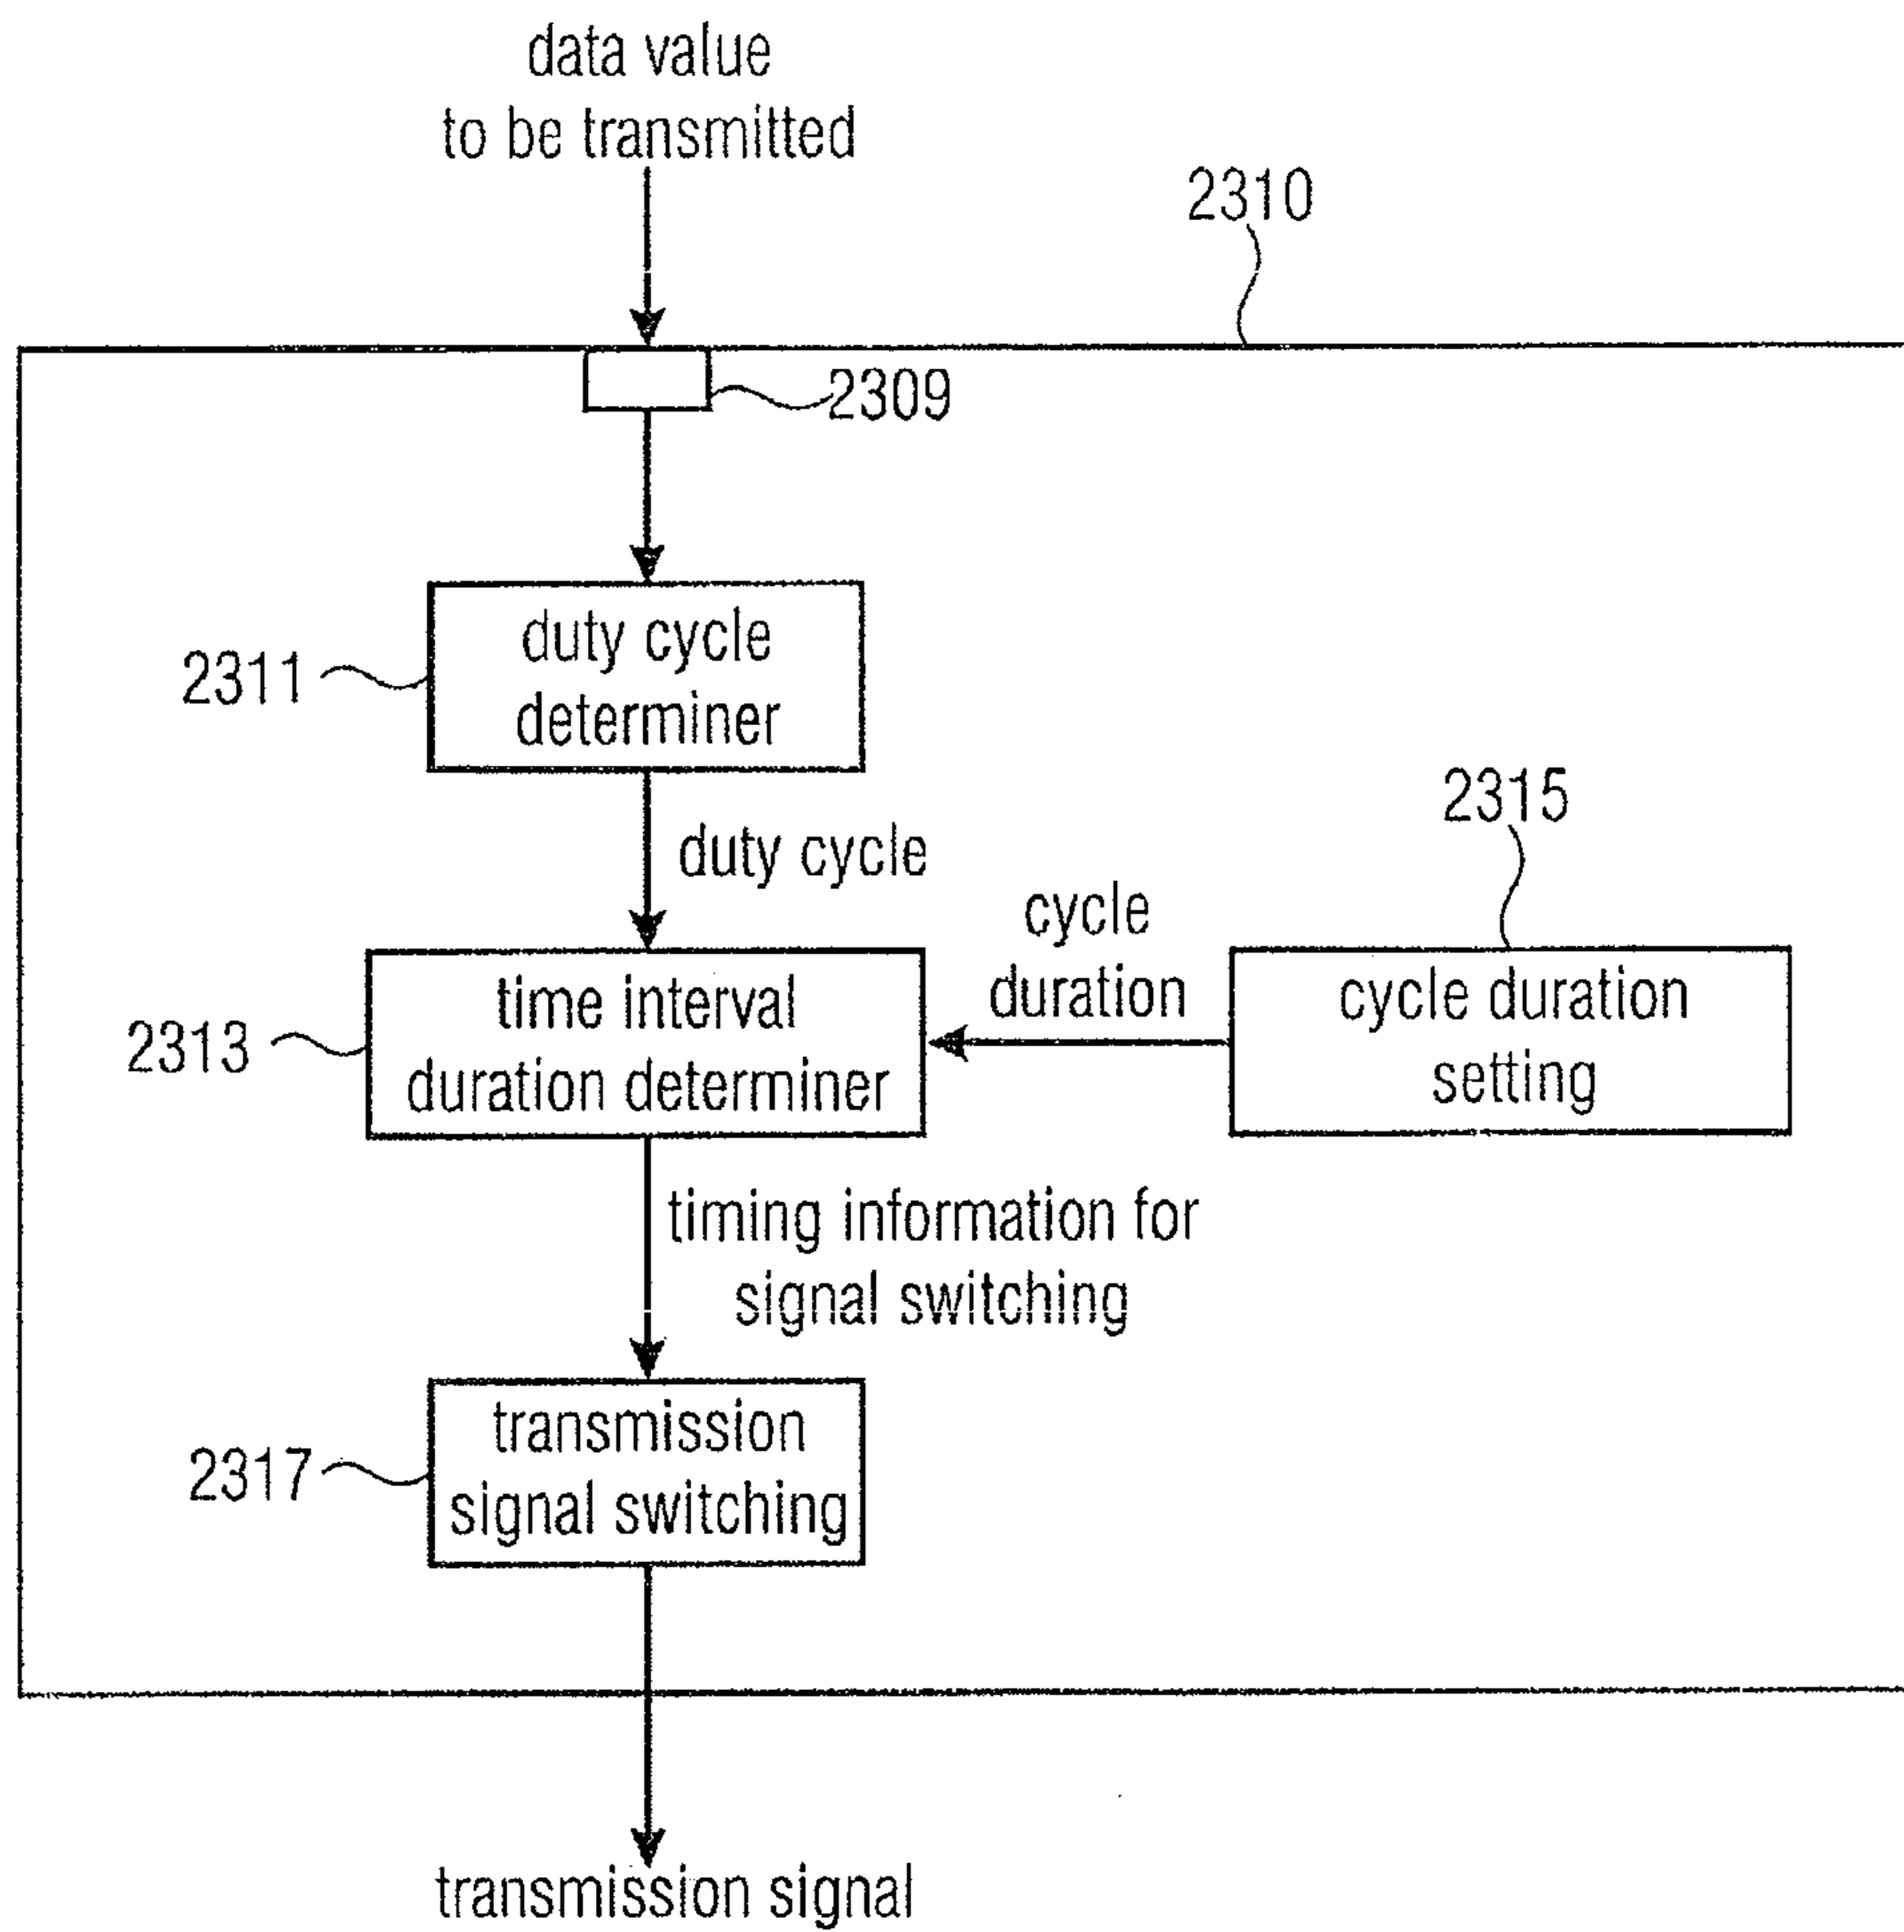 data value
to be transmitted
2310
2309
duty cycle
determiner
2311
duty cycle
2315
cycle
duration
time interval
duration determiner
2313
cycle duration
setting
timing information for
signal switching
transmission
signal switching
2317
transmission signal